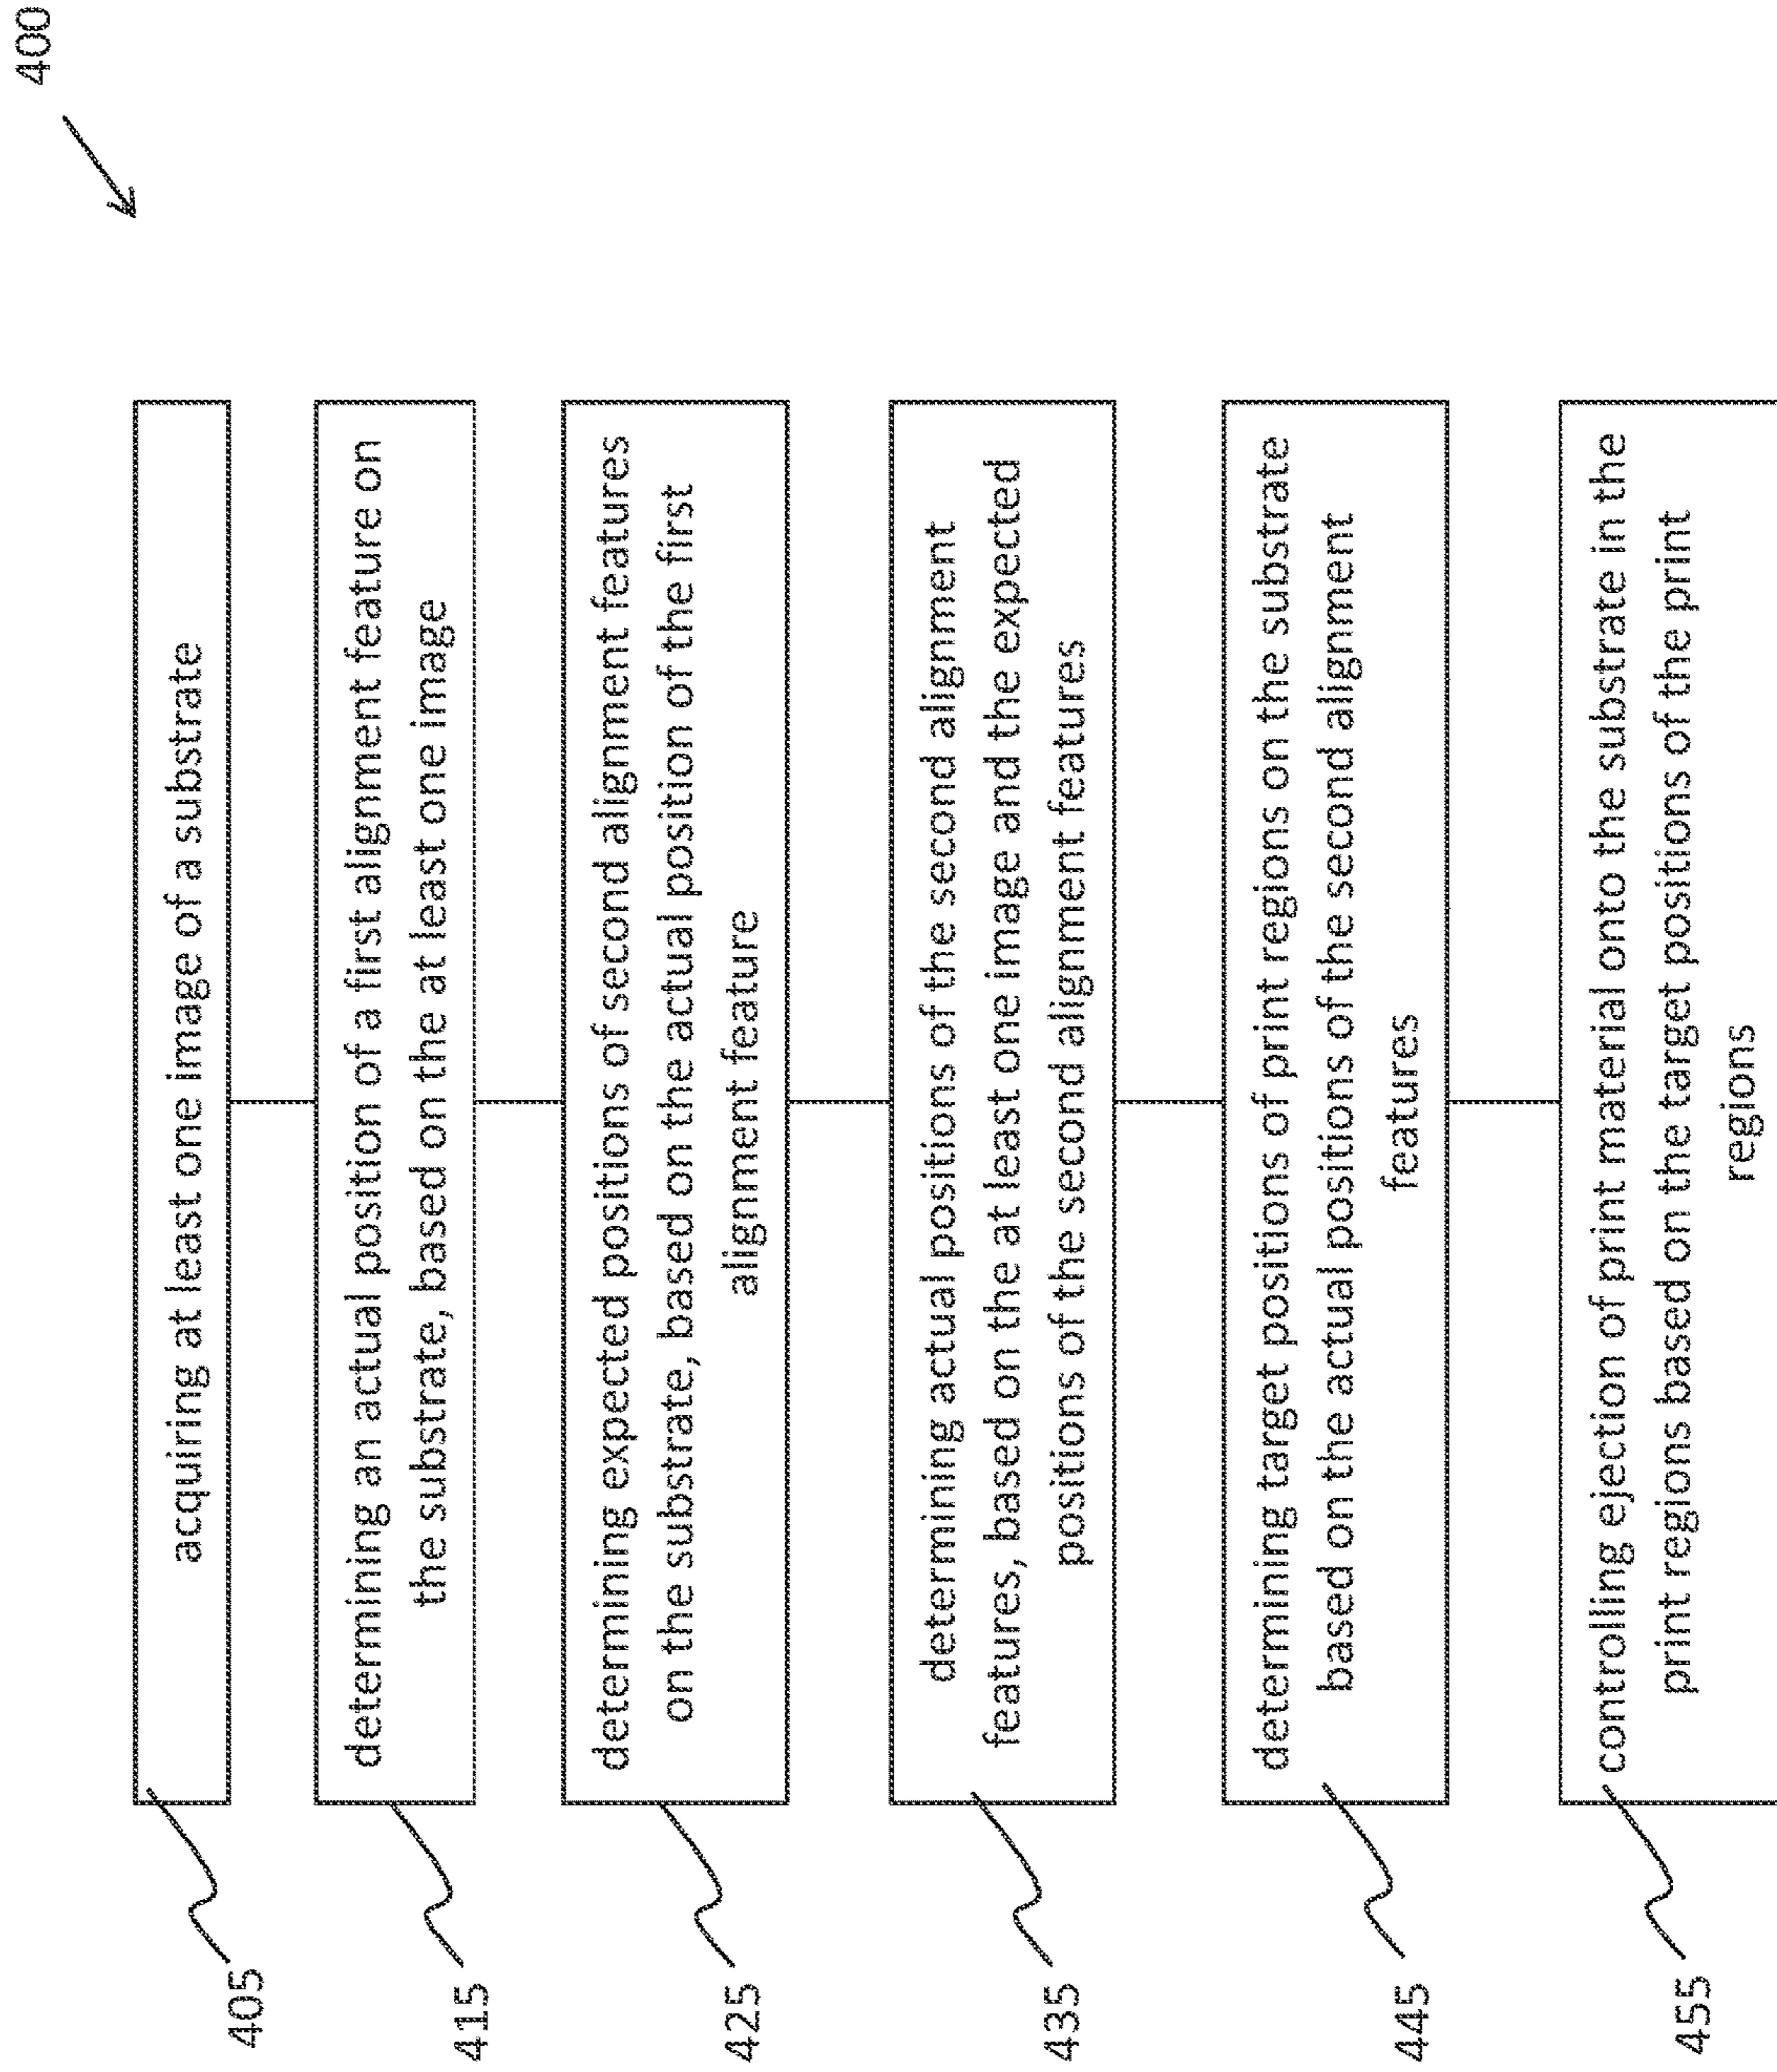 400
405
acquiring at least one image of a substrate
415
determining an actual position of a first alignment feature on
the substrate, based on the at least one image
425
determining expected positions of second alignment features
on the substrate, based on the actual position of the first
alignment feature
435
determining actual positions of the second alignment
features, based on the at least one image and the expected
positions of the second alignment features
445
determining target positions of print regions on the substrate
based on the actual positions of the second alignment
features
455
controlling ejection of print material onto the substrate in the
print regions based on the target positions of the print
regions